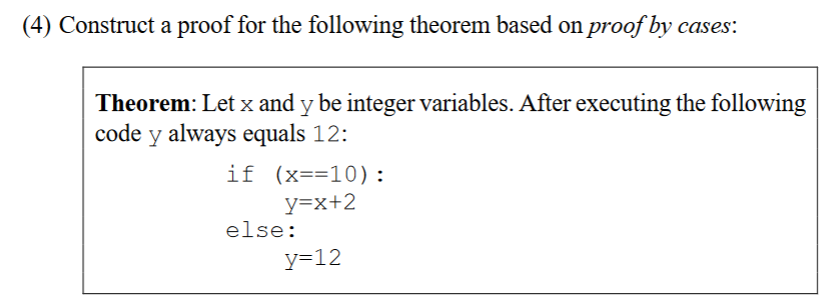 (4) Construct a proof for the following theorem based on proof by cases:
Theorem: Let x and y be integer variables. After executing the following
code y always equals 12:
if (x==10):
y=x+2
else:
y=12